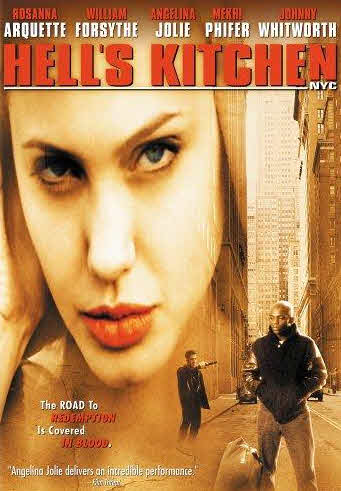 ROSANNA WILLIAM ANGELINA MEKHI JOHNNY
ARQUETTE FORSYTHE JOLIE PHIFER WHITWORTH
HELL'S KITCHEN
NYC
The ROAD To
REDEMPTION
Is Covered
IN BLOOD.
"Angelina Jolie delivers an incredible performance."